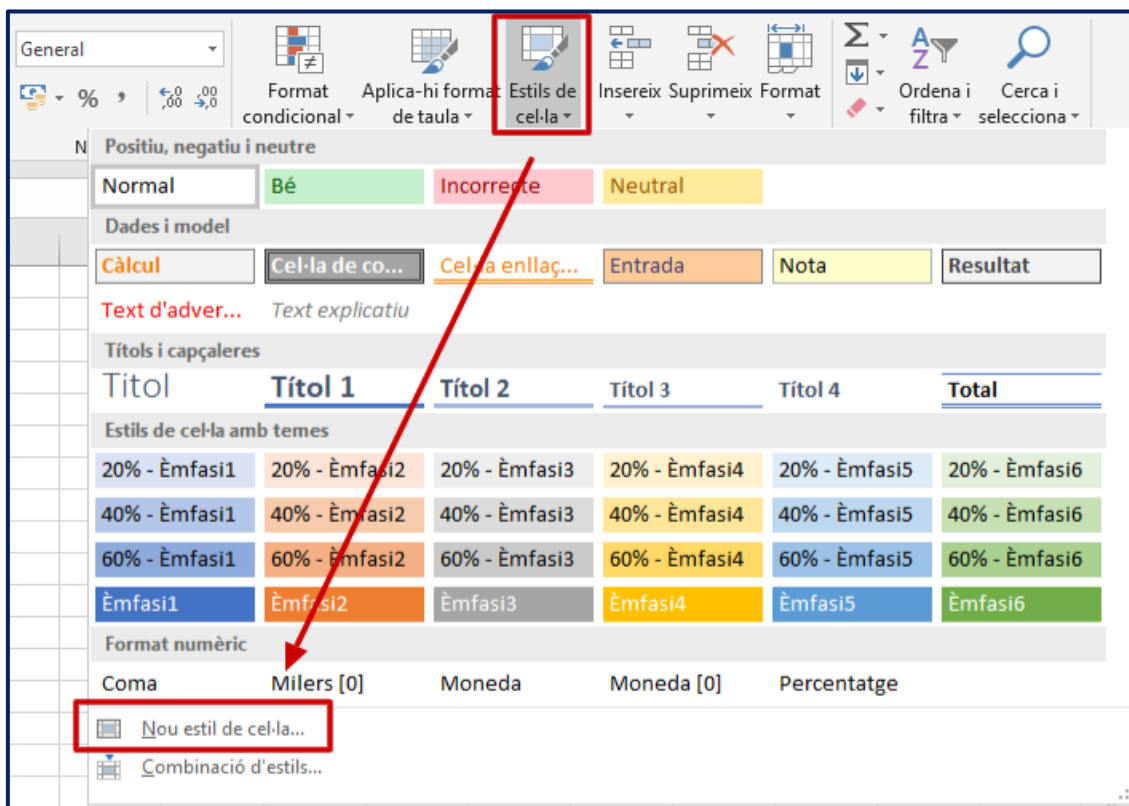 General
% , ,00 ,00 ,0
Format condicional
Aplica-hi format de taula
Estils de cel·la
Insereix
Suprimeix
Format
Ordena i filtra
Cerca i selecciona
N
Positiu, negatiu i neutre
Normal Bé Incorrecte Neutral
Dades i model
Càlcul Cel·la de co... Cel·la enllaç... Entrada Nota Resultat
Text d'adver... Text explicatiu
Títols i capçaleres
Títol Títol 1 Títol 2 Títol 3 Títol 4 Total
Estils de cel·la amb temes
20% - Èmfasi1 20% - Èmfasi2 20% - Èmfasi3 20% - Èmfasi4 20% - Èmfasi5 20% - Èmfasi6
40% - Èmfasi1 40% - Èmfasi2 40% - Èmfasi3 40% - Èmfasi4 40% - Èmfasi5 40% - Èmfasi6
60% - Èmfasi1 60% - Èmfasi2 60% - Èmfasi3 60% - Èmfasi4 60% - Èmfasi5 60% - Èmfasi6
Èmfasi1 Èmfasi2 Èmfasi3 Èmfasi4 Èmfasi5 Èmfasi6
Format numèric
Coma Milers [0] Moneda Moneda [0] Percentatge
Nou estil de cel·la...
Combinació d'estils...